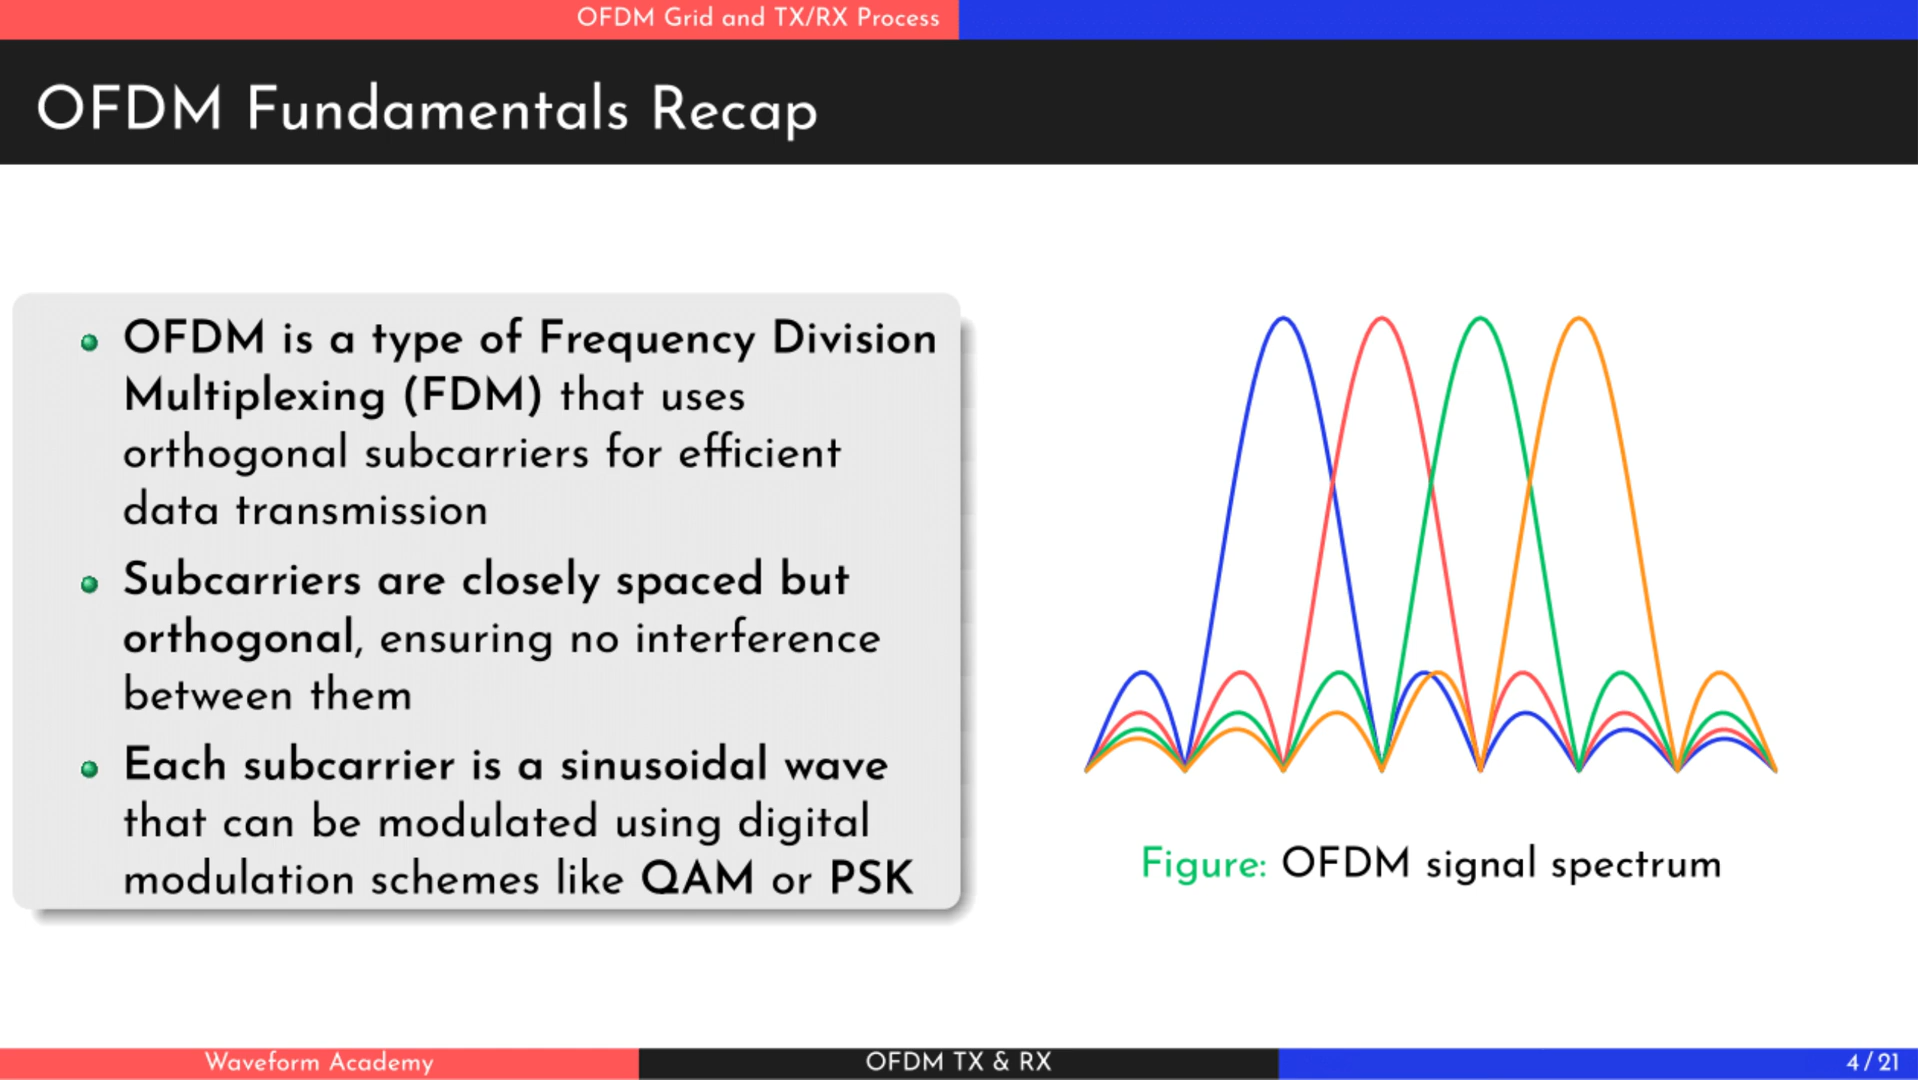 OFDM Grid and TX/RX Process
OFDM Fundamentals Recap
OFDM is a type of Frequency Division
Multiplexing (FDM) that uses
orthogonal subcarriers for efficient
data transmission
Subcarriers are closely spaced but
orthogonal, ensuring no interference
between them
Each subcarrier is a sinusoidal wave
that can be modulated using digital
modulation schemes like QAM or PSK
Figure: OFDM signal spectrum
Waveform Academy
OFDM TX & RX
4 / 21